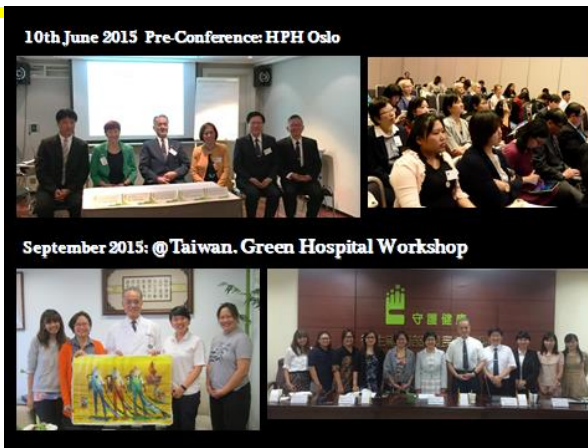 10th June 2015 Pre-Conference: HPH Oslo
September 2015: @Taiwan. Green Hospital Workshop
守護健康